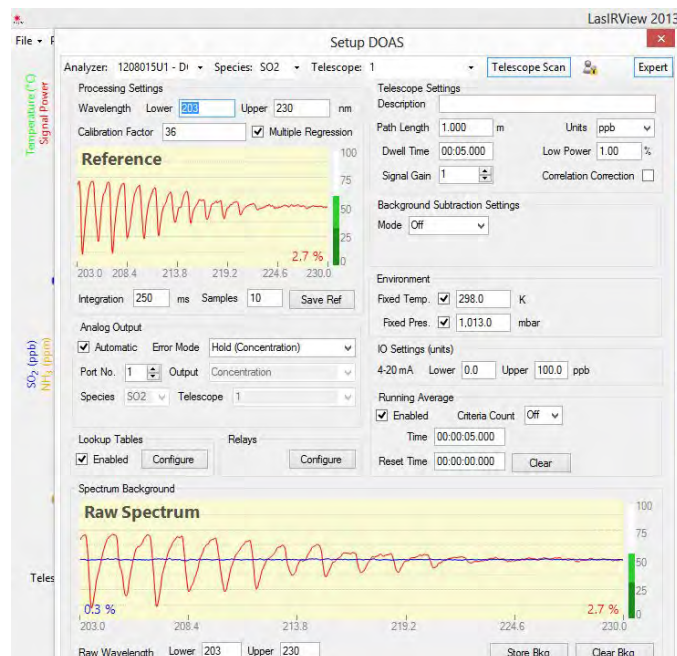 LasIRView 2013
File
Setup DOAS
Analyzer: 1208015U1 - D Species: SO2 Telescope: 1 Telescope Scan Expert
Processing Settings
Wavelength Lower 203 Upper 230 nm
Calibration Factor 36 Multiple Regression
Reference
100
75
50
25
0
2.7 %
203.0 208.4 213.8 219.2 224.6 230.0
Integration 250 ms Samples 10 Save Ref
Telescope Settings
Description
Path Length 1.000 m Units ppb
Dwell Time 00:05.000 Low Power 1.00 %
Signal Gain 1 Correlation Correction
Background Subtraction Settings
Mode Off
Environment
Fixed Temp. 298.0 K
Fixed Pres. 1,013.0 mbar
Analog Output
Automatic Error Mode Hold (Concentration)
Port No. 1 Output Concentration
Species SO2 Telescope 1
IO Settings (units)
4-20 mA Lower 0.0 Upper 100.0 ppb
Running Average
Enabled Criteria Count Off
Time 00:00:05.000
Reset Time 00:00:00.000 Clear
Lookup Tables
Enabled Configure
Relays
Configure
Spectrum Background
Raw Spectrum
100
75
50
25
0
0.3 %
2.7 %
203.0 208.4 213.8 219.2 224.6 230.0
Raw Wavelength Lower 203 Upper 230 Store Bkg Clear Bkg
Temperature (°C)
Signal Power
SO2 (ppb)
NH3 (ppm)
Teles